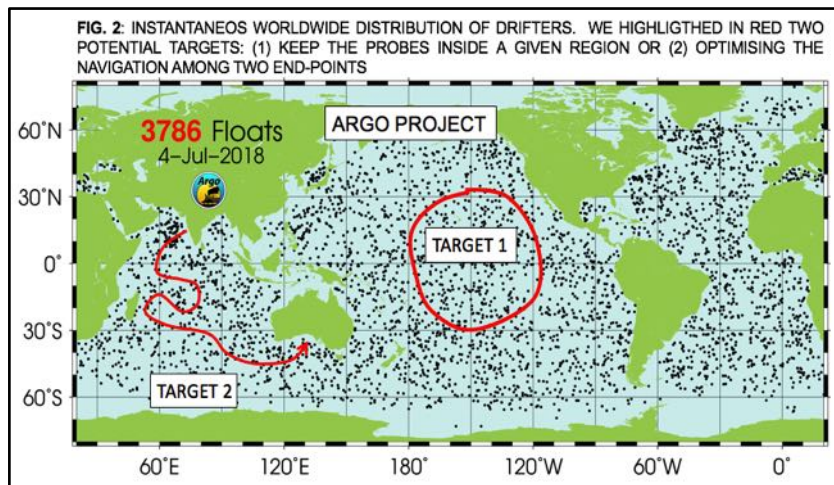 FIG. 2: INSTANTANEOS WORLDWIDE DISTRIBUTION OF DRIFTERS. WE HIGHLIGTHED IN RED TWO
POTENTIAL TARGETS: (1) KEEP THE PROBES INSIDE A GIVEN REGION OR (2) OPTIMISING THE
NAVIGATION AMONG TWO END-POINTS
60˚N
3786 Floats
ARGO PROJECT
4-Jul-2018
Argo
30˚N
TARGET 1
0˚
30˚S
TARGET 2
60˚S
60˚E 120˚E 180˚ 120˚W 60˚W 0˚